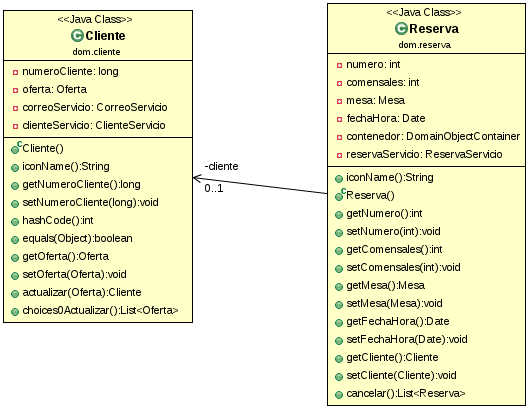 <<Java Class>>
Cliente
dom.cliente
numeroCliente: long
oferta: Oferta
correoServicio: CorreoServicio
clienteServicio: ClienteServicio
Cliente()
iconName():String
getNumeroCliente():long
setNumeroCliente(long):void
hashCode():int
equals(Object):boolean
getOferta():Oferta
setOferta(Oferta):void
actualizar(Oferta):Cliente
choices0Actualizar():List<Oferta>
-cliente
0..1
<<Java Class>>
Reserva
dom.reserva
numero: int
comensales: int
mesa: Mesa
fechaHora: Date
contenedor: DomainObjectContainer
reservaServicio: ReservaServicio
iconName():String
Reserva()
getNumero():int
setNumero(int):void
getComensales():int
setComensales(int):void
getMesa():Mesa
setMesa(Mesa):void
getFechaHora():Date
setFechaHora(Date):void
getCliente():Cliente
setCliente(Cliente):void
cancelar():List<Reserva>